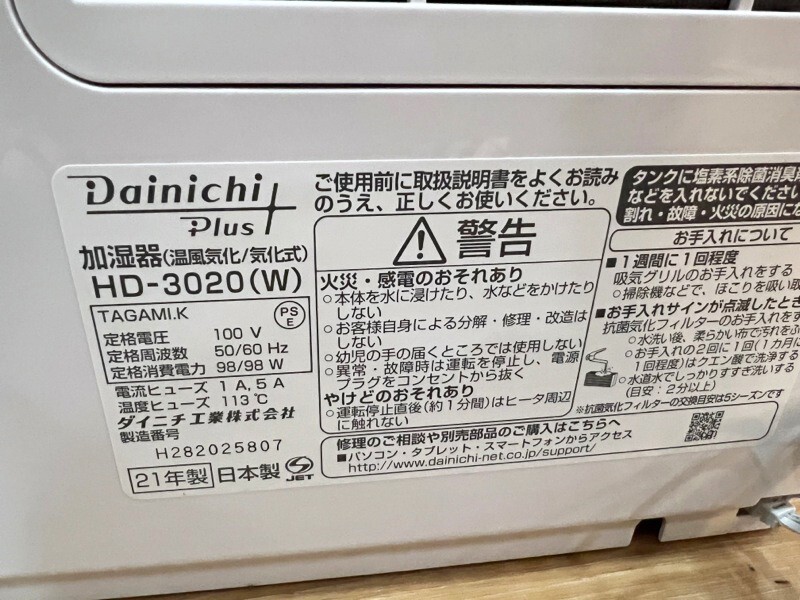 Dainichi
Plus
加湿器(温風気化/気化式)
HD-3020(W)
TAGAMI.K
PS
E
定格電圧 100 V
定格周波数 50/60 Hz
定格消費電力 98/98 W
電流ヒューズ 1 A, 5 A
温度ヒューズ 113℃
ダイニチ工業株式会社
製造番号
H282025807
21年製 日本製 JET
ご使用前に取扱説明書をよくお読み
のうえ、正しくお使いください。
警告
火災・感電のおそれあり
○本体を水に浸けたり、水などをかけたり
しない
○お客様自身による分解・修理・改造は
しない
○幼児の手の届くところでは使用しない
○異常・故障時は運転を停止し、電源
プラグをコンセントから抜く
やけどのおそれあり
○運転停止直後(約1分間)はヒータ周辺
に触れない
修理のご相談や別売部品のご購入はこちら。
■パソコン・タブレット・スマートフォンからアクセス
http://www.dainichi-net.co.jp/support/
タンクに塩素系除菌消臭
などを入れないでください
割れ・故障・火災の原因にな
お手入れについて
■1週間に1回程度
吸気グリルのお手入れをする
○掃除機などで、ほこりを吸い取
■お手入れサインが点滅したとき
抗菌気化フィルターのお手入れをす
○水洗い後、柔らかい布で汚れを
○お手入れの2回に1回(1カ月に
1回程度)はクエン酸で洗浄する
○水道水でしっかりすすぎ洗いする
(目安：2分以上)
※抗菌気化フィルターの交換目安は5シーズンです